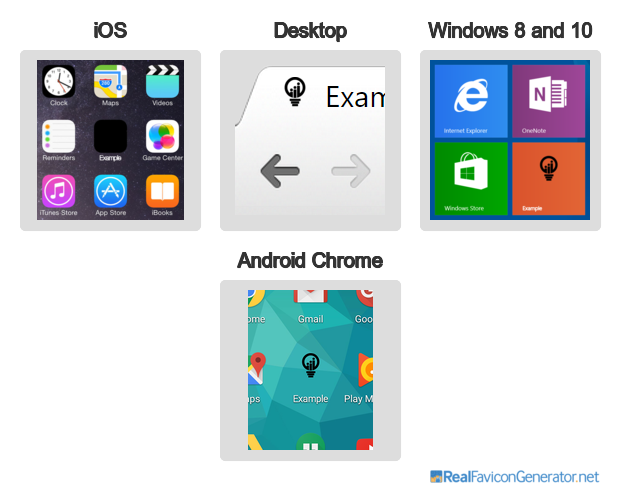 iOS
Desktop
Windows 8 and 10
Clock
Maps
Videos
Reminders
Example
Game Center
iTunes Store
App Store
iBooks
Exam
Internet Explorer
OneNote
N
Windows Store
Example
Android Chrome
ome
Gmail
Goo
aps
Example
Play M
RealFaviconGenerator.net